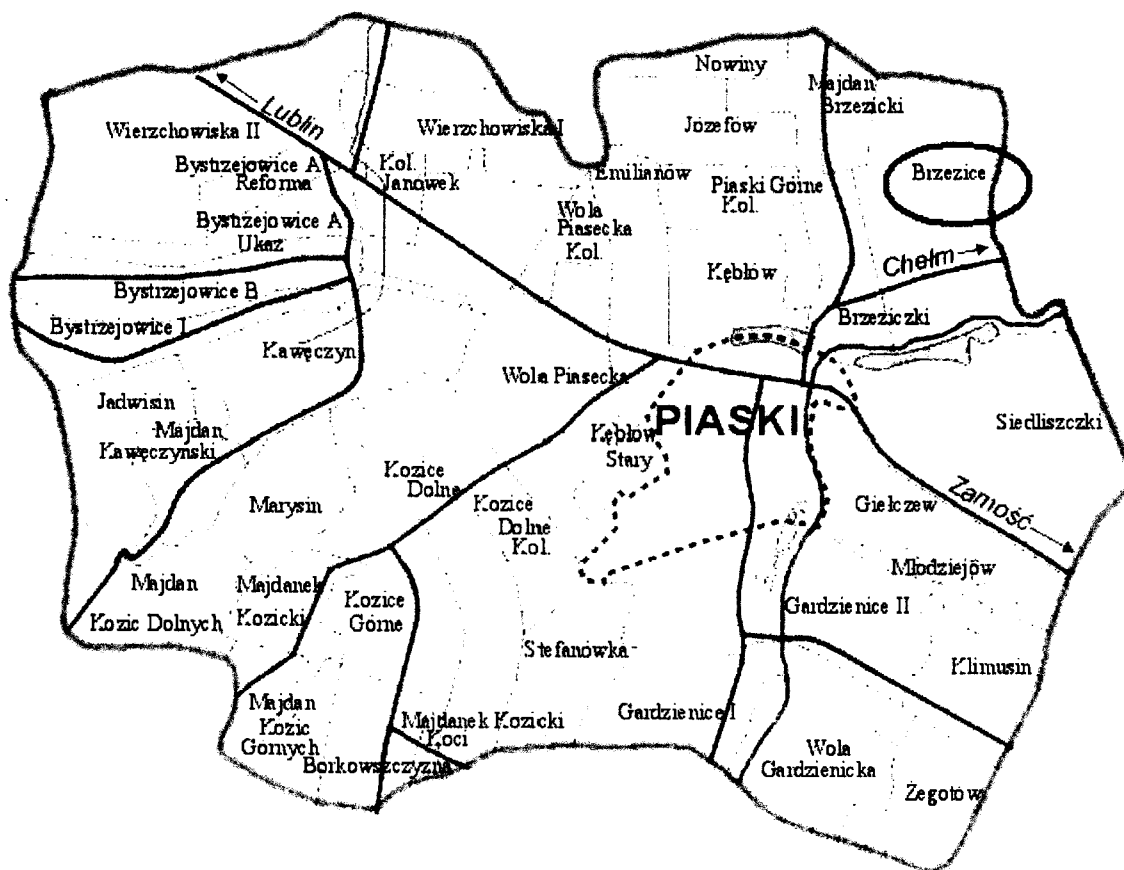 Nowiny
Majdan
Brzezicki
Lublin
Wierzchowiska II
Wierzchowiska I
Józefów
Bystrzejowice A
Reforma
Kol.
Janowek
Emilianów
Piaski Górne
Kol.
Brzezice
Bystrzejowice A
Ukaz
Wola
Piasecka
Kol.
Kębłów
Chełm
Bystrzejowice B
Bystrzejowice I
Brzeziczki
Kawęczyn
Wola Piasecka
Jadwisin
Majdan
Kawęczyński
PIASKI
Kębłów
Stary
Siedliszczki
Kozice
Dolne
Marysin
Kozice
Dolne
Kol.
Giełczew
Zamość
Młodziejów
Majdan
Kozic Dolnych
Majdanek
Kozicki
Kozice
Górne
Gardzienice II
Stefanówka
Klimusin
Majdan
Kozic
Górnych
Majdanek Kozicki
Koci
Gardzienice I
Borkowszczyzna
Wola
Gardzienicka
Żegotów